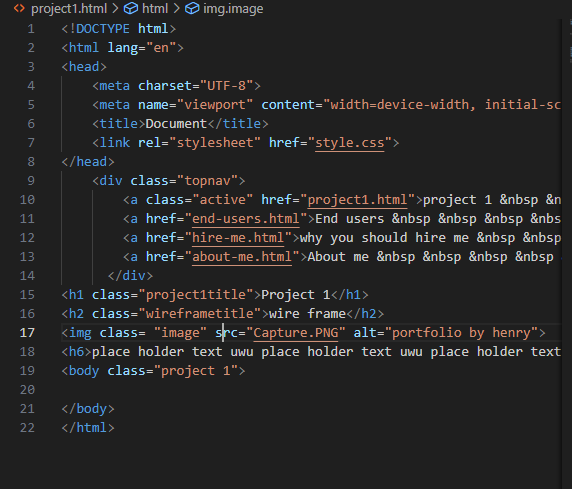 project1.html > html > img.image
1 <!DOCTYPE html>
2 <html lang="en">
3 <head>
4 <meta charset="UTF-8">
5 <meta name="viewport" content="width=device-width, initial-sc
6 <title>Document</title>
7 <link rel="stylesheet" href="style.css">
8 </head>
9 <div class="topnav">
10 <a class="active" href="project1.html">project 1 &nbsp &n
11 <a href="end-users.html">End users &nbsp &nbsp &nbsp &nbs
12 <a href="hire-me.html">why you should hire me &nbsp &nbsp
13 <a href="about-me.html">About me &nbsp &nbsp &nbsp &nbsp
14 </div>
15 <h1 class="project1title">Project 1</h1>
16 <h2 class="wireframetitle">wire frame</h2>
17 <img class= "image" src="Capture.PNG" alt="portfolio by henry">
18 <h6>place holder text uwu place holder text uwu place holder text
19 <body class="project 1">
20
21 </body>
22 </html>